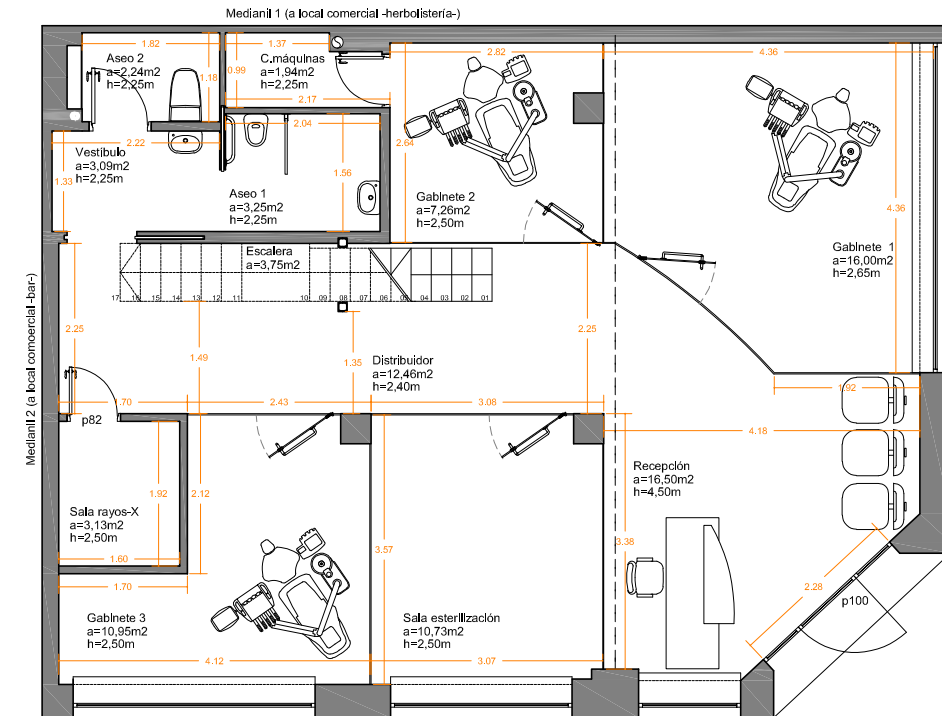 Medianil 1 (a local comercial -herbolistería-)
1.82
Aseo 2
a=2,24m2
h=2,25m
1.18
1.37
C.máquinas
a=1,94m2
h=2,25m
0.99
2.17
2.82
4.36
2.22
Vestíbulo
a=3,09m2
h=2,25m
1.33
2.04
Aseo 1
a=3,25m2
h=2,25m
1.56
2.64
Gabinete 2
a=7,26m2
h=2,50m
4.36
Gabinete 1
a=16,00m2
h=2,65m
Escalera
a=3,75m2
17 16 15 14 13 12 11 10 09 08 07 06 05 04 03 02 01
Medianil 2 (a local comoercial -bar-)
2.25
1.49
1.35
2.25
Distribuidor
a=12,46m2
h=2,40m
1.70
2.43
3.08
1.92
4.18
p82
Sala rayos-X
a=3,13m2
h=2,50m
1.92
2.12
1.60
1.70
3.57
Recepción
a=16,50m2
h=4,50m
3.38
2.28
p100
Gabinete 3
a=10,95m2
h=2,50m
Sala esterilización
a=10,73m2
h=2,50m
4.12
3.07